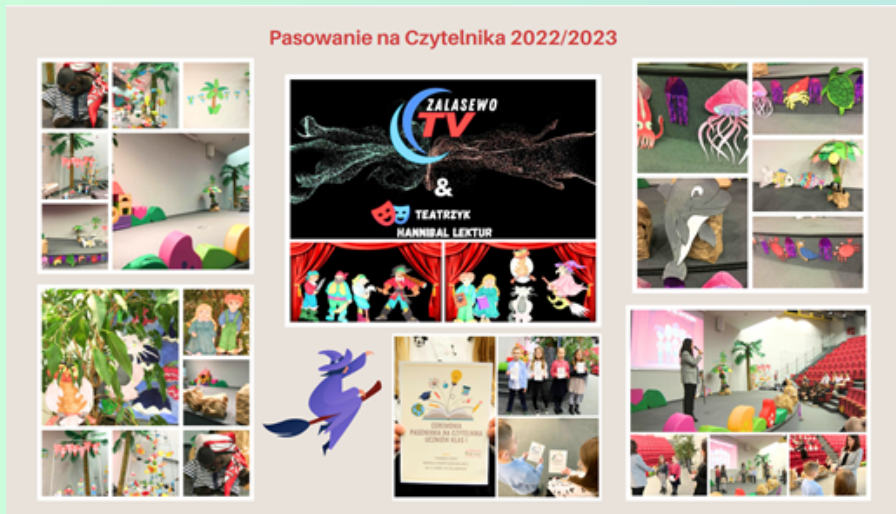 Pasowanie na Czytelnika 2022/2023
ZALASEWO
TV
&
TEATRZYK
HANNIBAL LEKTUR
CEREMONIA
PASOWANIA NA CZYTELNIKA
UCZNIÓW KLAS I